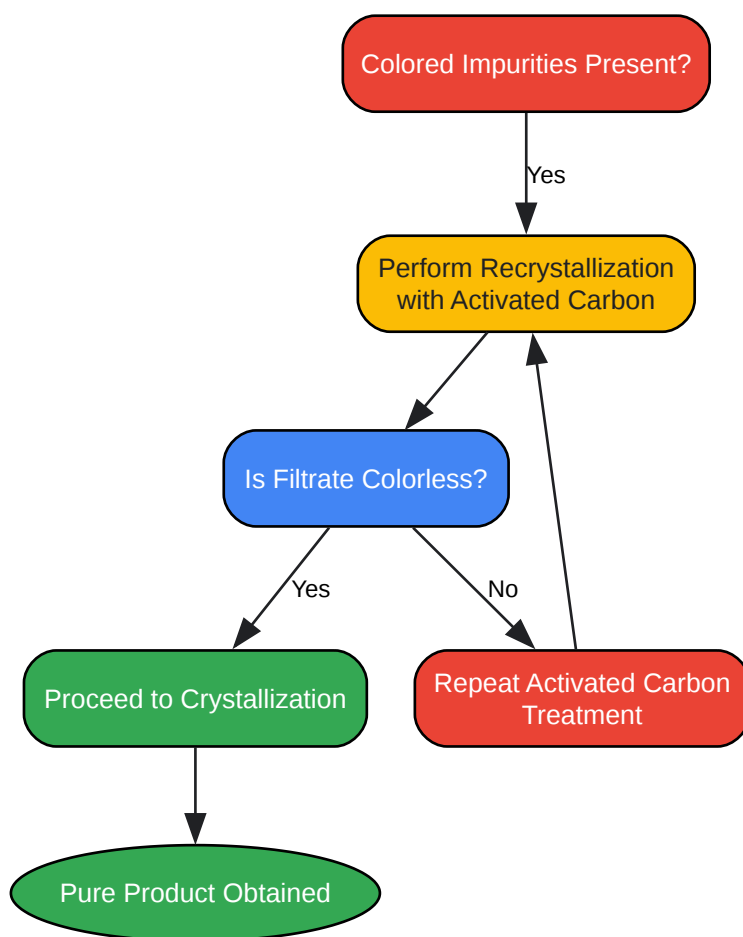 Colored Impurities Present?
Yes
Perform Recrystallization
with Activated Carbon
Is Filtrate Colorless?
Yes
No
Proceed to Crystallization
Repeat Activated Carbon
Treatment
Pure Product Obtained